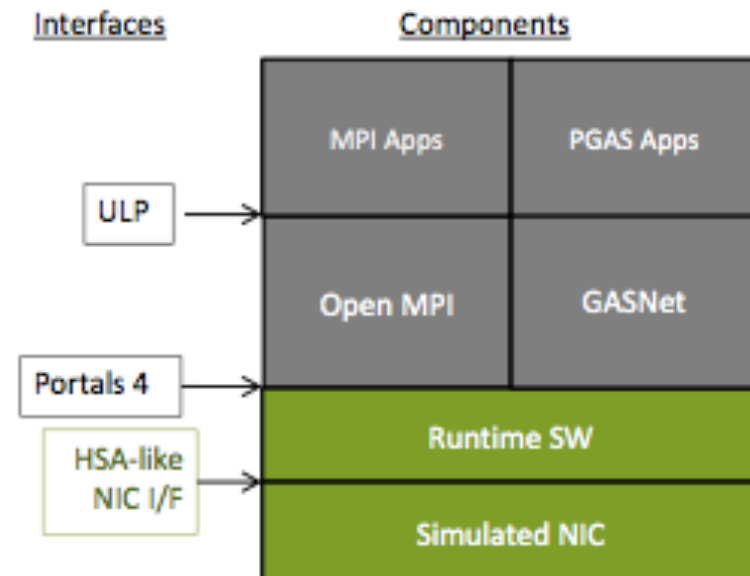 Interfaces
Components
MPI Apps
PGAS Apps
ULP
Open MPI
GASNet
Portals 4
Runtime SW
HSA-like
NIC I/F
Simulated NIC